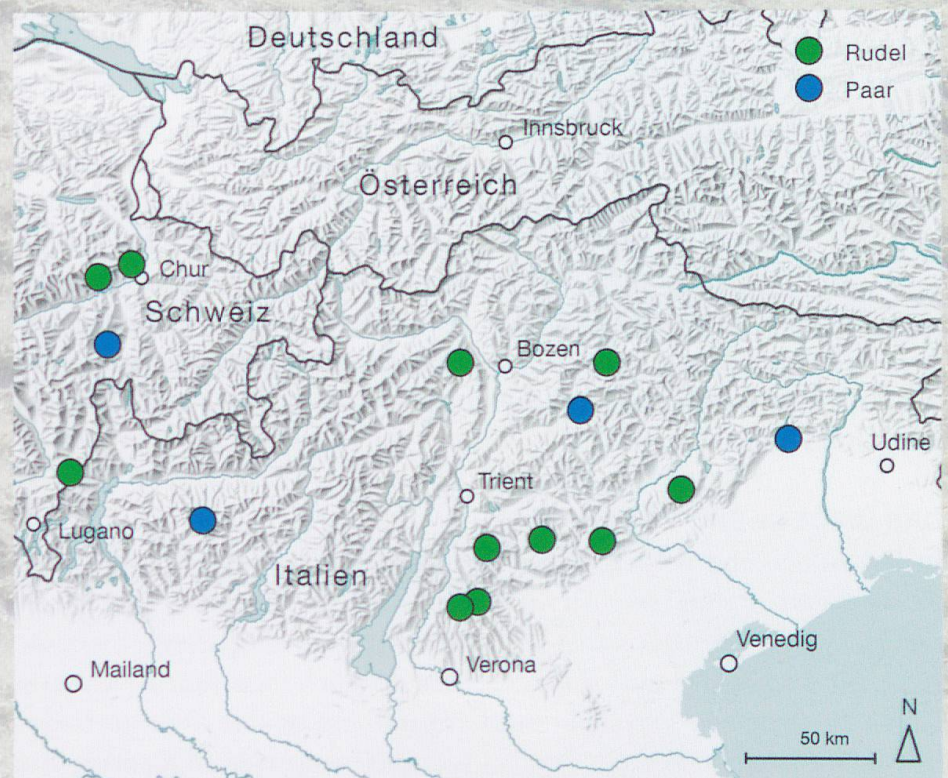 Deutschland
Rudel
Paar
Innsbruck
Österreich
Chur
Schweiz
Bozen
Udine
Trient
Lugano
Italien
Venedig
Verona
Mailand
N
50 km